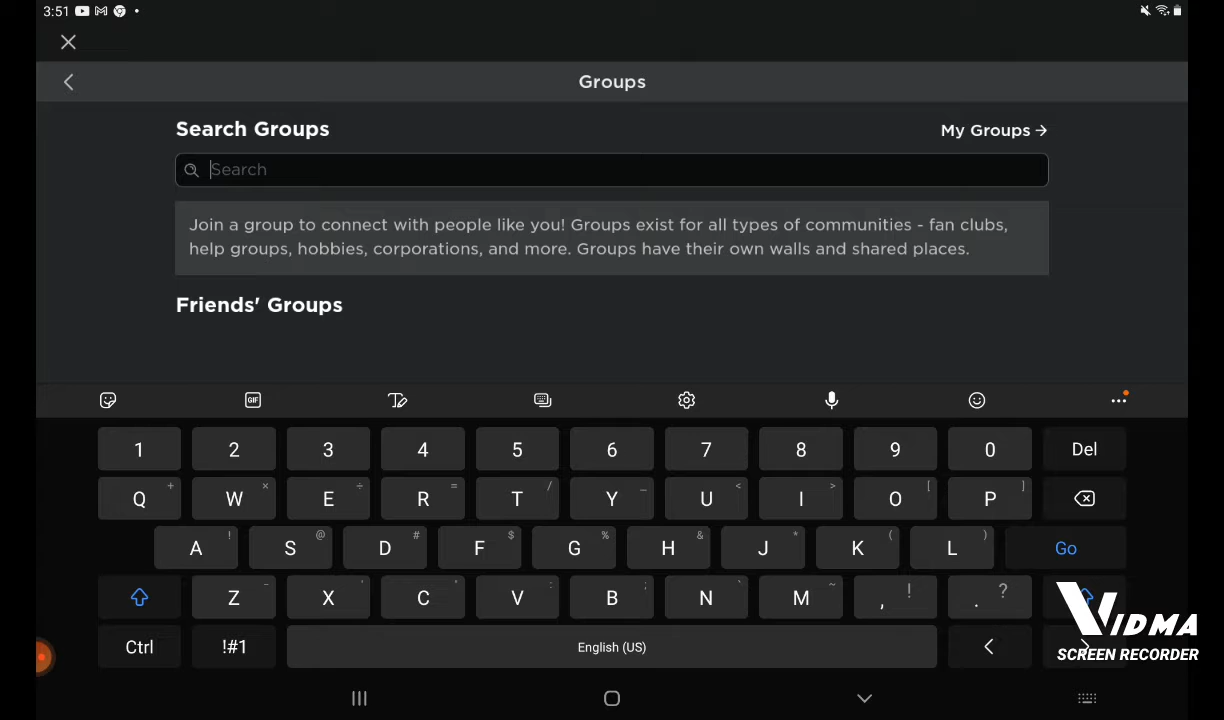 3:51
Groups
Search Groups
My Groups →
Search
Join a group to connect with people like you! Groups exist for all types of communities - fan clubs,
help groups, hobbies, corporations, and more. Groups have their own walls and shared places.
Friends' Groups
GIF
1 2 3 4 5 6 7 8 9 0 Del
Q + W × E ÷ R = T / Y _ U < I > O [ P ]
A ! S @ D # F $ G % H & J * K ( L ) Go
Z - X ' C " V : B ; N ` M ~ , ! . ?
Ctrl !#1 English (US) < >
VIDMA
SCREEN RECORDER